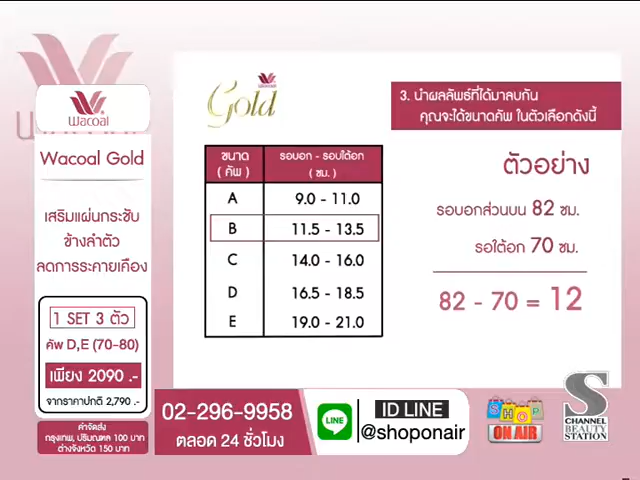 Wacoal
Wacoal Gold
เสริมแผ่นกระชับ
ข้างลำตัว
ลดการระคายเคือง
1 SET 3 ตัว
คัพ D,E (70-80)
เพียง 2090 .-
จากราคาปกติ 2,790 .-
ค่าจัดส่ง
กรุงเทพ, ปริมณฑล 100 บาท
ต่างจังหวัด 150 บาท
Wacoal
Gold
3. นำผลลัพธ์ที่ได้มาลบกัน
คุณจะได้ขนาดคัพ ในตัวเลือกดังนี้
ขนาด รอบอก - รอบใต้อก
( คัพ ) ( ซม. )
A 9.0 - 11.0
B 11.5 - 13.5
C 14.0 - 16.0
D 16.5 - 18.5
E 19.0 - 21.0
ตัวอย่าง
รอบอกส่วนบน 82 ซม.
รอใต้อก 70 ซม.
82 - 70 = 12
02-296-9958
ตลอด 24 ชั่วโมง
LINE
ID LINE
@shoponair
SHOP
ON AIR
S
CHANNEL
BEAUTY
STATION